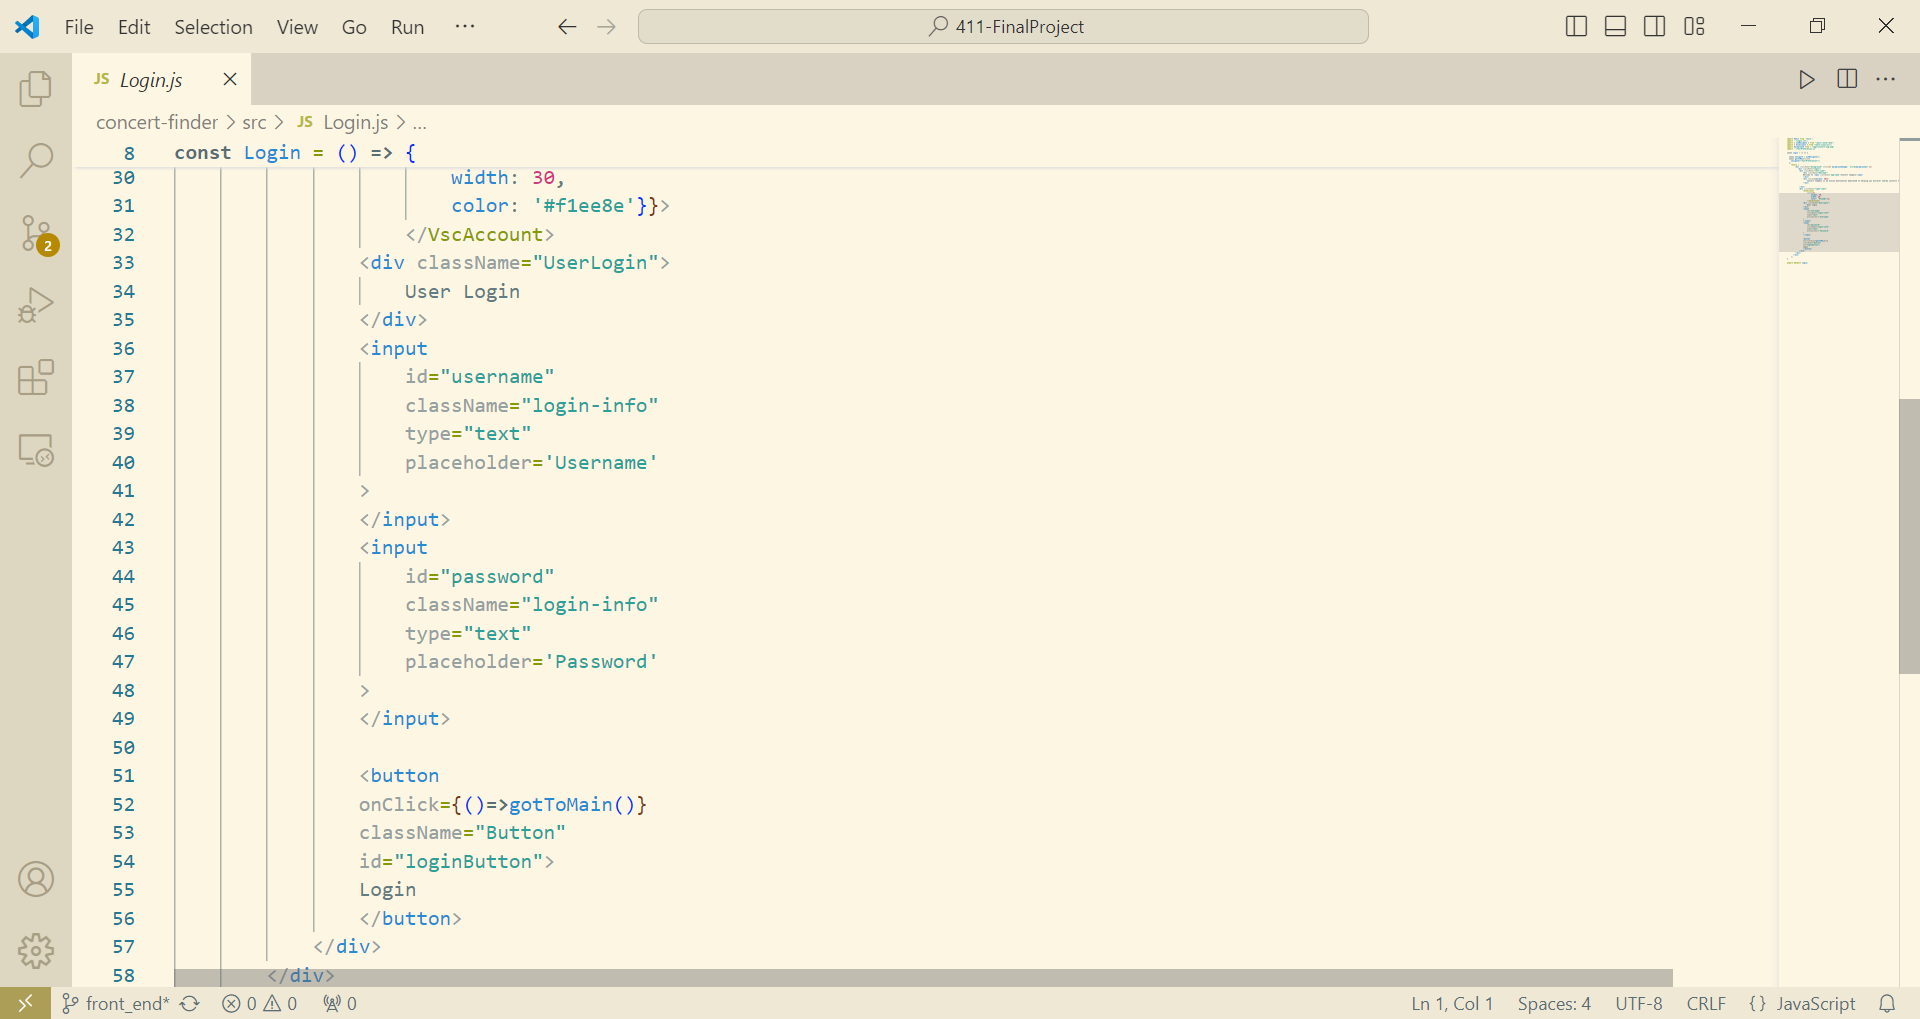 File Edit Selection View Go Run ··· 411-FinalProject
JS Login.js
concert-finder > src > JS Login.js > ...
8 const Login = () => {
30 width: 30,
31 color: '#f1ee8e'}}>
32 </VscAccount>
33 <div className="UserLogin">
34 User Login
35 </div>
36 <input
37 id="username"
38 className="login-info"
39 type="text"
40 placeholder='Username'
41 >
42 </input>
43 <input
44 id="password"
45 className="login-info"
46 type="text"
47 placeholder='Password'
48 >
49 </input>
50
51 <button
52 onClick={()=>gotToMain()}
53 className="Button"
54 id="loginButton">
55 Login
56 </button>
57 </div>
58 </div>
2
front_end* 0 0 0 Ln 1, Col 1 Spaces: 4 UTF-8 CRLF {} JavaScript